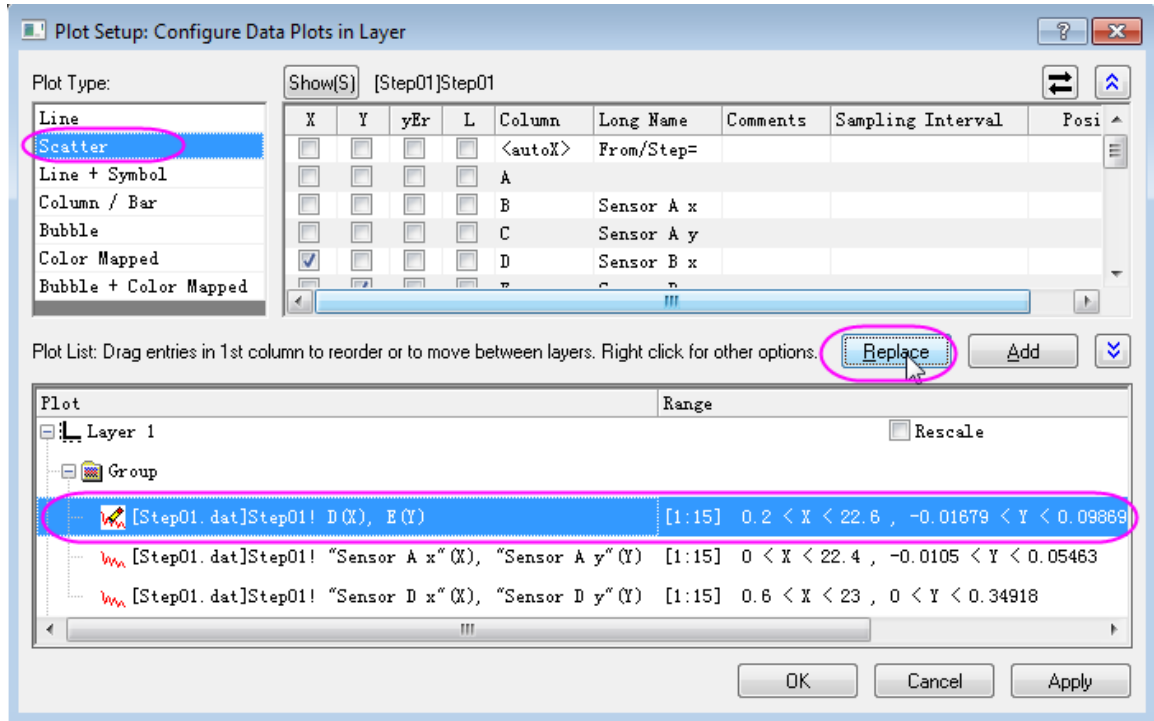 Plot Setup: Configure Data Plots in Layer
Plot Type:
Show(S) [Step01]Step01
Line
Scatter
Line + Symbol
Column / Bar
Bubble
Color Mapped
Bubble + Color Mapped
X Y yEr L Column Long Name Comments Sampling Interval Posi
<autoX> From/Step=
A
B Sensor A x
C Sensor A y
D Sensor B x
Plot List: Drag entries in 1st column to reorder or to move between layers. Right click for other options. Replace Add
Plot Range
Layer 1 Rescale
Group
[Step01.dat]Step01! D(X), E(Y) [1:15] 0.2 < X < 22.6 , -0.01679 < Y < 0.09869
[Step01.dat]Step01! "Sensor A x"(X), "Sensor A y"(Y) [1:15] 0 < X < 22.4 , -0.0105 < Y < 0.05463
[Step01.dat]Step01! "Sensor D x"(X), "Sensor D y"(Y) [1:15] 0.6 < X < 23 , 0 < Y < 0.34918
OK Cancel Apply